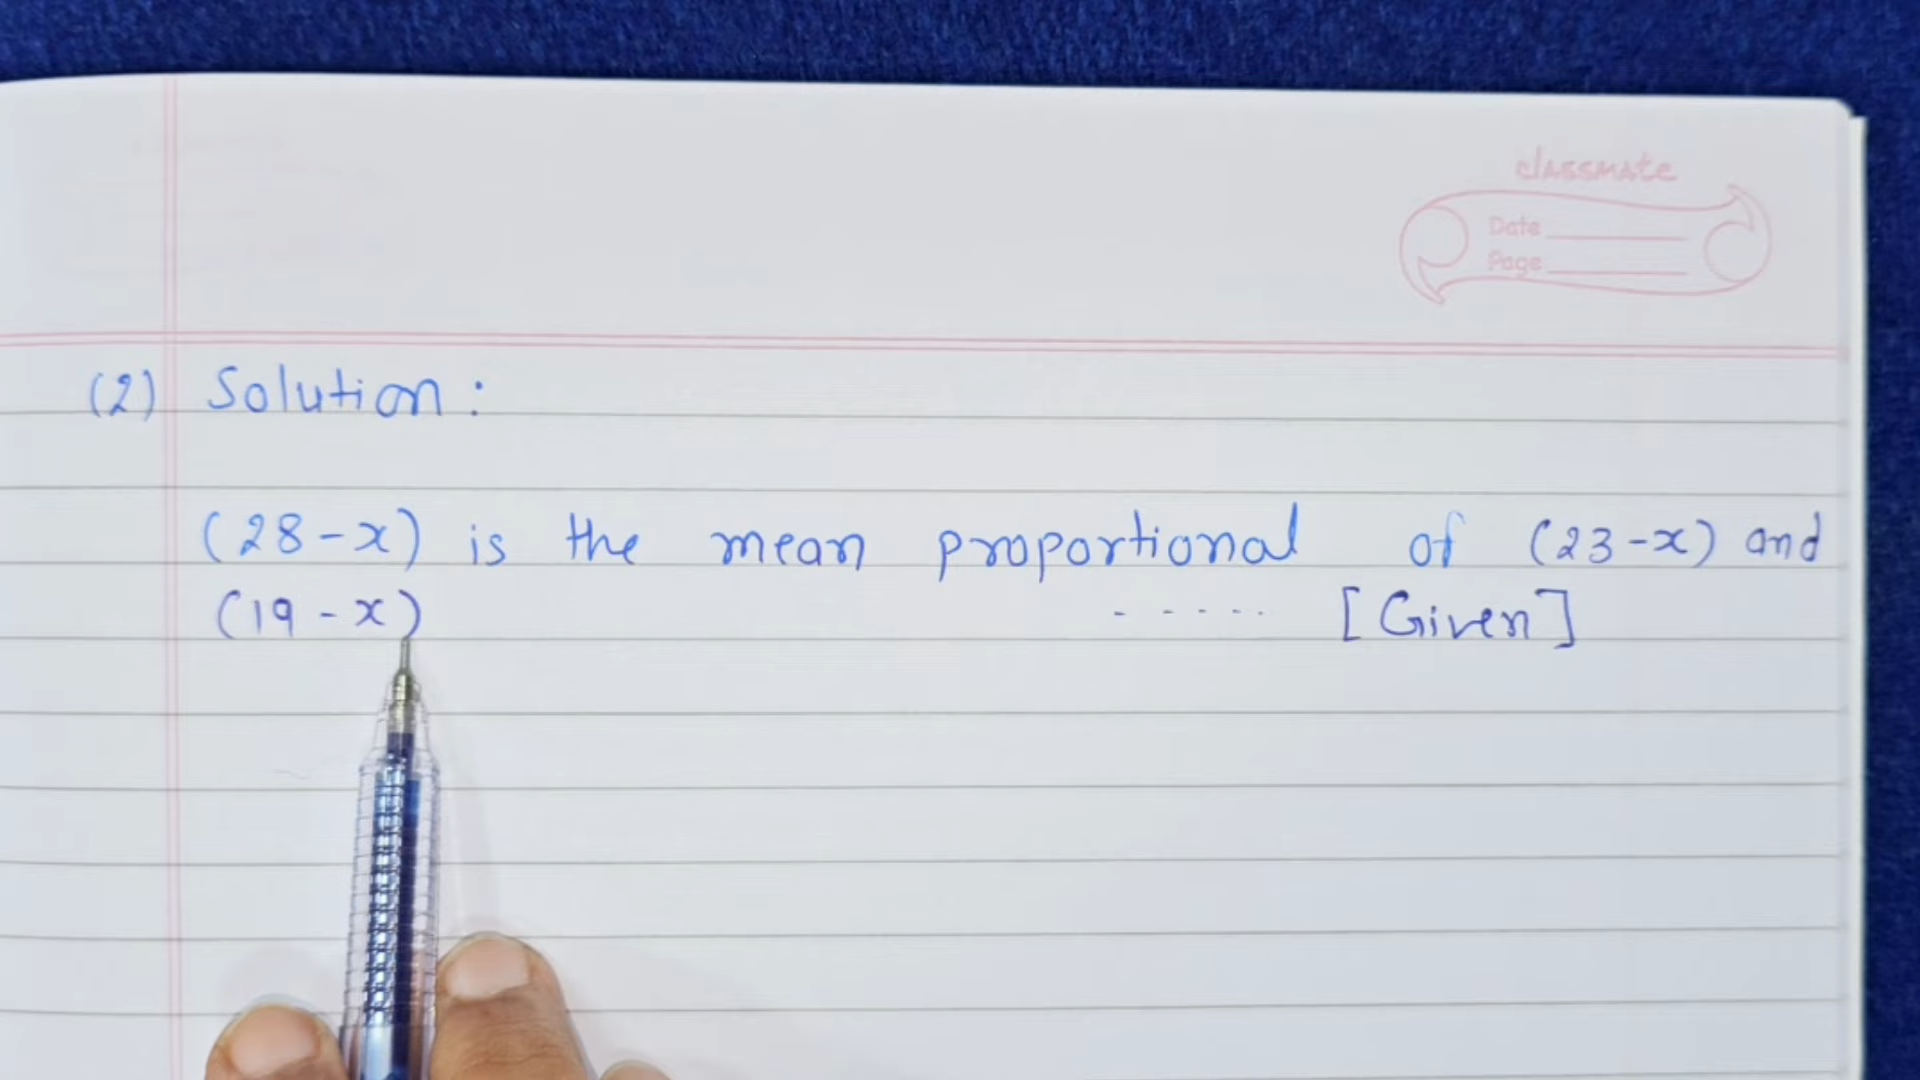 classmate
Date
Page
(2) Solution:
(28-x) is the mean proportional of (23-x) and
(19-x) ..... [Given]